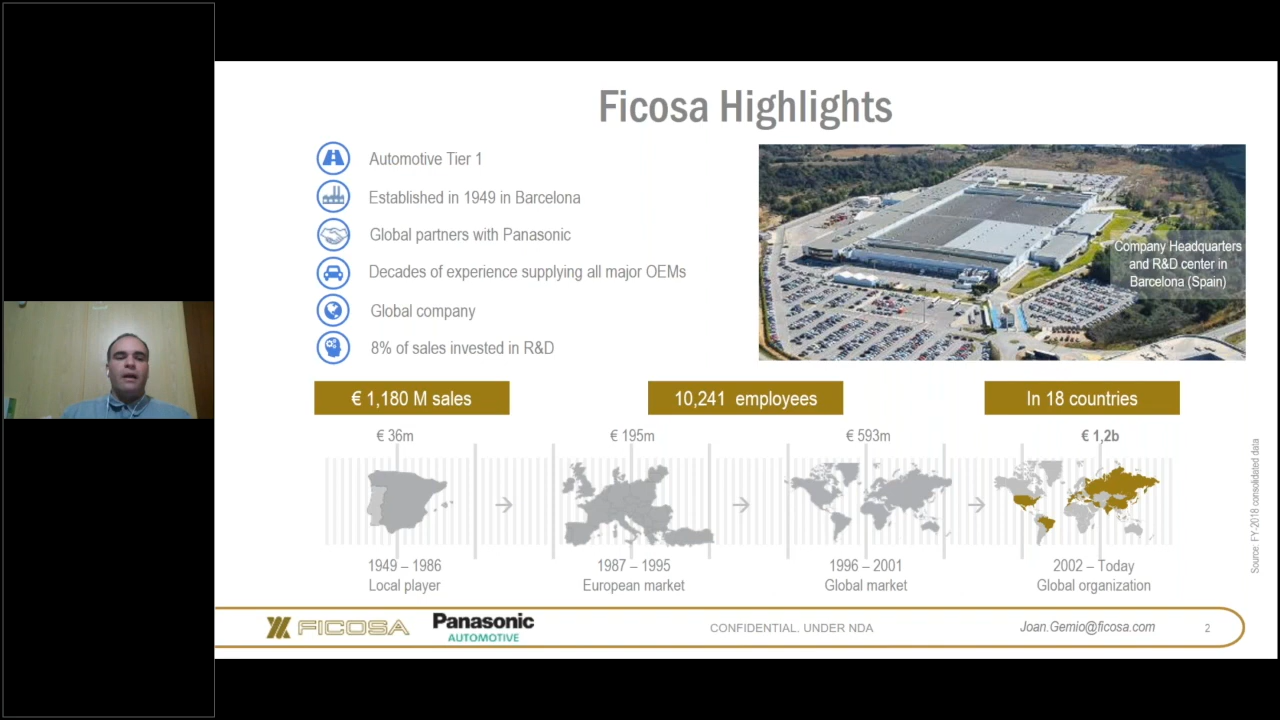 Ficosa Highlights
Automotive Tier 1
Established in 1949 in Barcelona
Global partners with Panasonic
Decades of experience supplying all major OEMs
Global company
8% of sales invested in R&D
Company Headquarters
and R&D center in
Barcelona (Spain)
€ 1,180 M sales
10,241 employees
In 18 countries
€ 36m
€ 195m
€ 593m
€ 1,2b
1949 – 1986
Local player
1987 – 1995
European market
1996 – 2001
Global market
2002 – Today
Global organization
Source: FY-2018 consolidated data
FICOSA
Panasonic
AUTOMOTIVE
CONFIDENTIAL. UNDER NDA
Joan.Gemio@ficosa.com
2